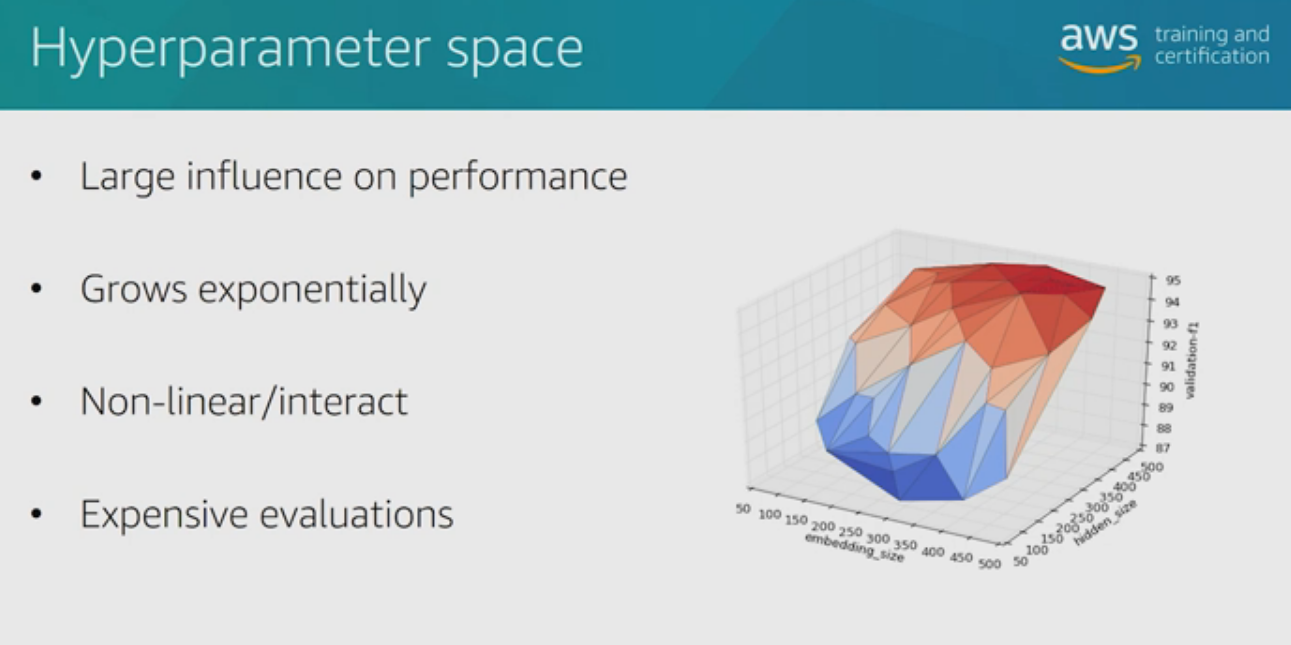 Hyperparameter space
aws
training and
certification
• Large influence on performance
• Grows exponentially
• Non-linear/interact
• Expensive evaluations
95
94
93
92
91
90
89
88
87
validation-f1
500
450
400
350
300
250
200
150
100
50
hidden_size
50 100 150 200 250 300 350 400 450 500
embedding_size